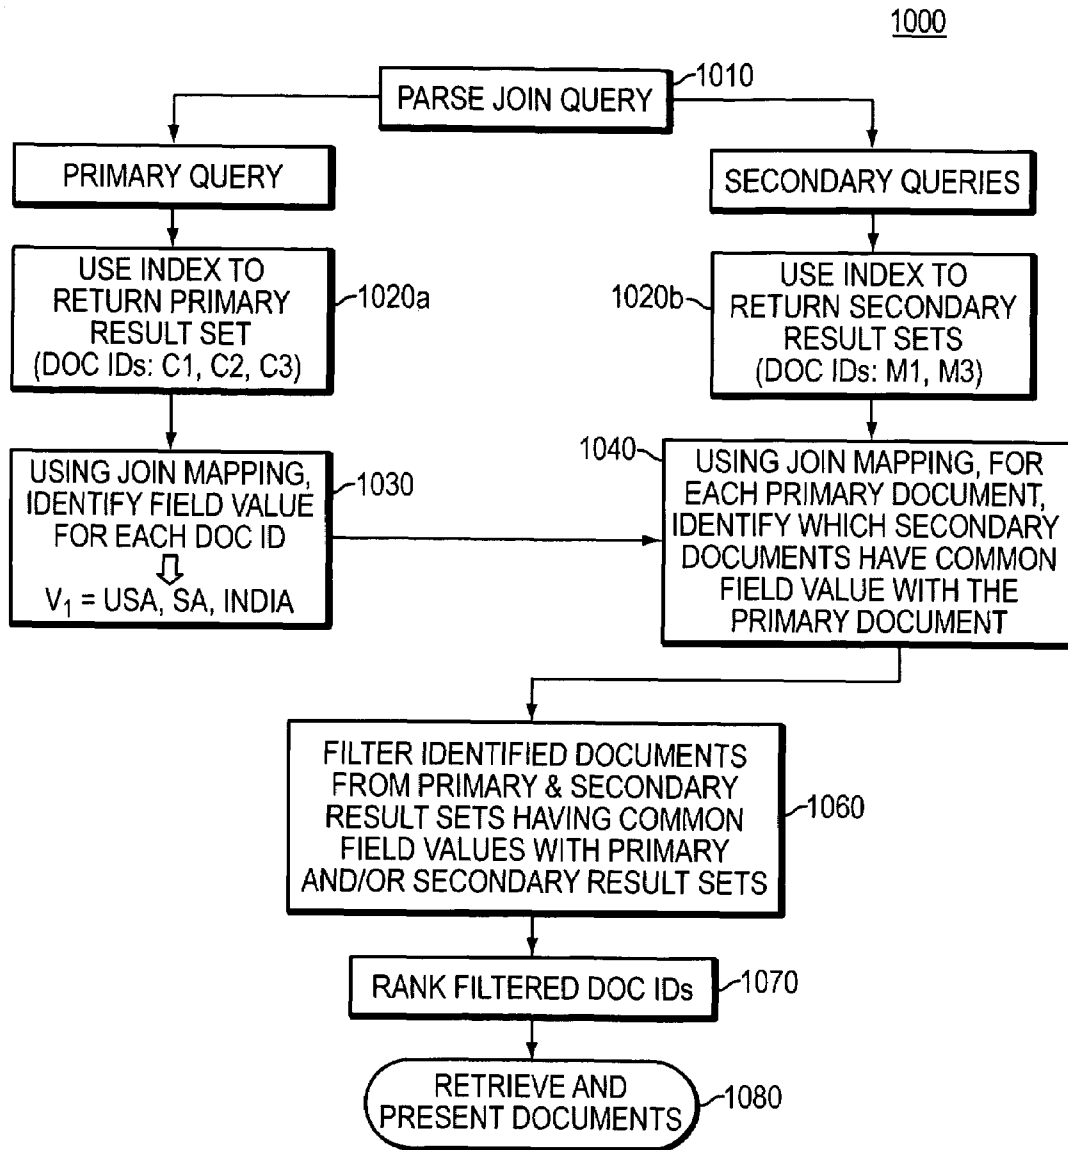 1000
PARSE JOIN QUERY
1010
PRIMARY QUERY
SECONDARY QUERIES
USE INDEX TO
RETURN PRIMARY
RESULT SET
(DOC IDs: C1, C2, C3)
1020a
1020b
USE INDEX TO
RETURN SECONDARY
RESULT SETS
(DOC IDs: M1, M3)
USING JOIN MAPPING,
IDENTIFY FIELD VALUE
FOR EACH DOC ID
V₁ = USA, SA, INDIA
1030
1040
USING JOIN MAPPING, FOR
EACH PRIMARY DOCUMENT,
IDENTIFY WHICH SECONDARY
DOCUMENTS HAVE COMMON
FIELD VALUE WITH THE
PRIMARY DOCUMENT
FILTER IDENTIFIED DOCUMENTS
FROM PRIMARY & SECONDARY
RESULT SETS HAVING COMMON
FIELD VALUES WITH PRIMARY
AND/OR SECONDARY RESULT SETS
1060
RANK FILTERED DOC IDs
1070
RETRIEVE AND
PRESENT DOCUMENTS
1080